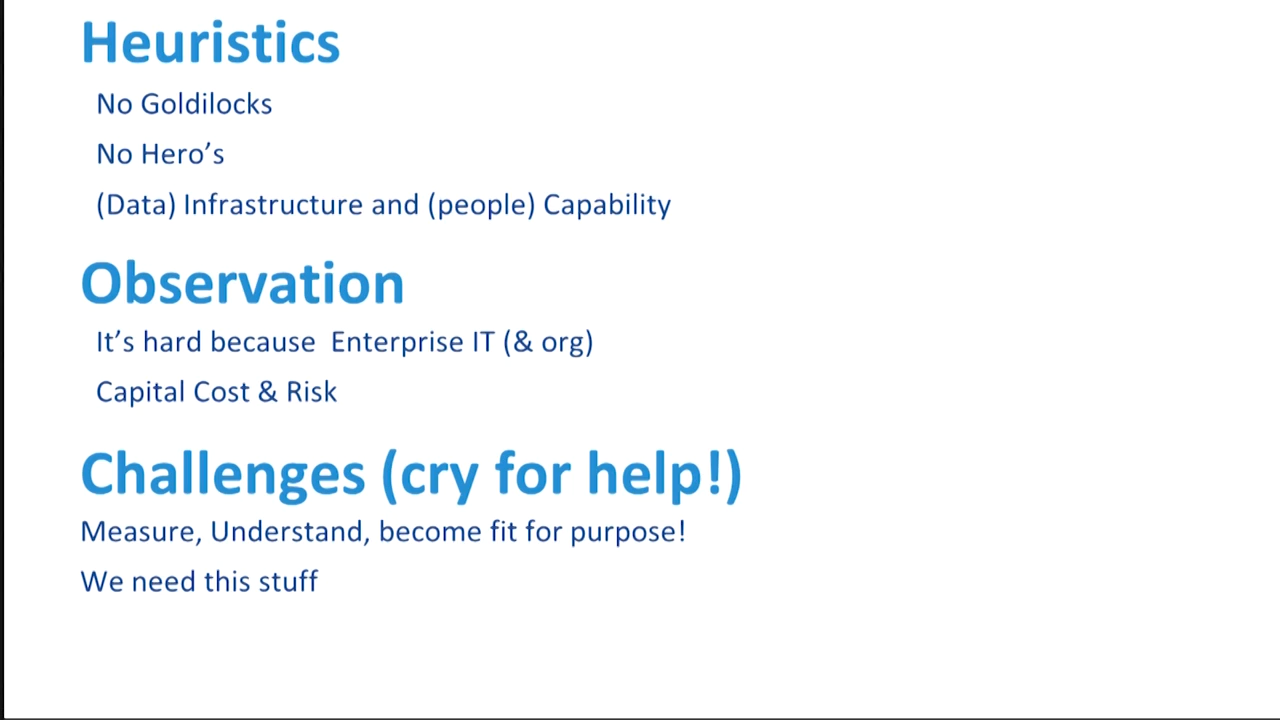 Heuristics
No Goldilocks
No Hero’s
(Data) Infrastructure and (people) Capability
Observation
It’s hard because  Enterprise IT (& org)
Capital Cost & Risk
Challenges (cry for help!)
Measure, Understand, become fit for purpose!
We need this stuff